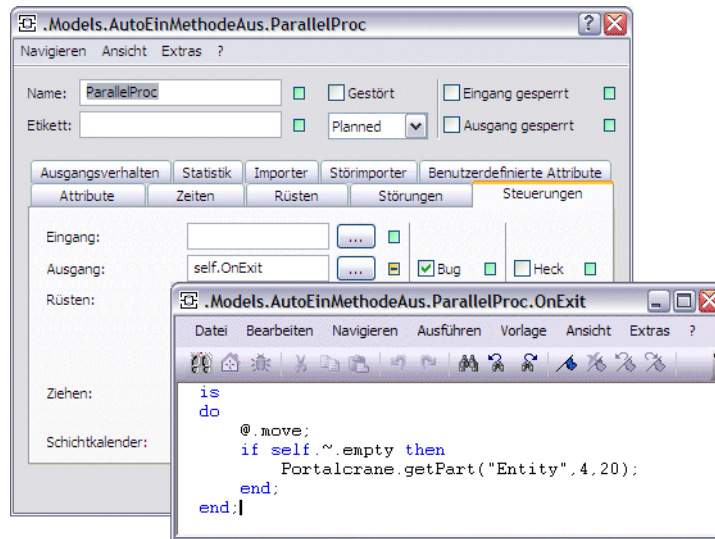 .Models.AutoEinMethodeAus.ParallelProc
Navigieren Ansicht Extras ?
Name: ParallelProc Gestört Eingang gesperrt
Etikett: Planned Ausgang gesperrt
Ausgangsverhalten Statistik Importer Störimporter Benutzerdefinierte Attribute
Attribute Zeiten Rüsten Störungen Steuerungen
Eingang: ...
Ausgang: self.OnExit ... Bug Heck
Rüsten:
Ziehen:
Schichtkalender:
.Models.AutoEinMethodeAus.ParallelProc.OnExit
Datei Bearbeiten Navigieren Ausführen Vorlage Ansicht Extras ?
is
do
@.move;
if self.~.empty then
Portalcrane.getPart("Entity",4,20);
end;
end;